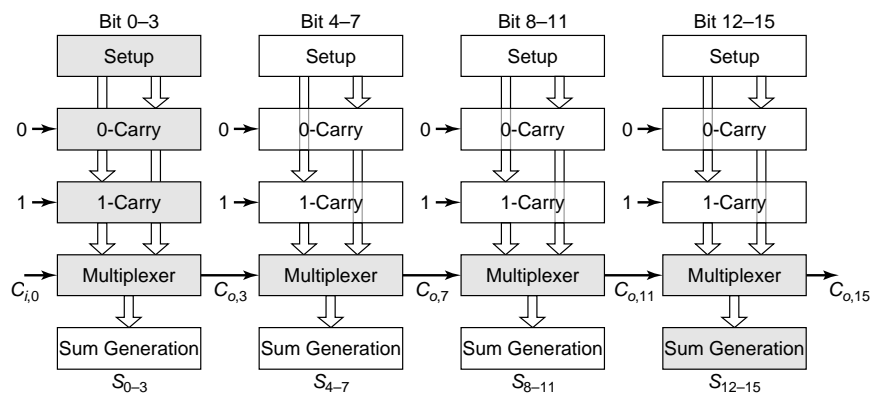 Bit 0–3 Bit 4–7 Bit 8–11 Bit 12–15
Setup Setup Setup Setup
0 0-Carry 0 0-Carry 0 0-Carry 0 0-Carry
1 1-Carry 1 1-Carry 1 1-Carry 1 1-Carry
Multiplexer Multiplexer Multiplexer Multiplexer
Ci,0 Co,3 Co,7 Co,11 Co,15
Sum Generation Sum Generation Sum Generation Sum Generation
S0–3 S4–7 S8–11 S12–15